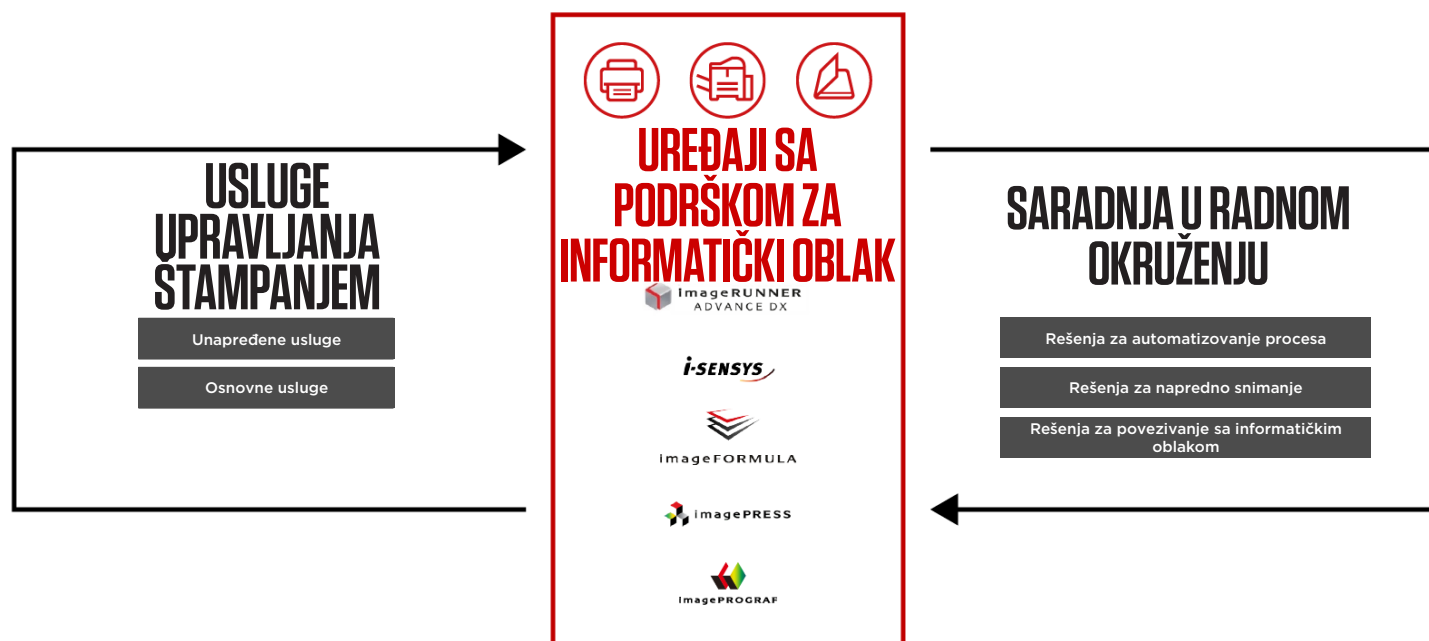 USLUGE
UPRAVLJANJA
ŠTAMPANJEM
Unapređene usluge
Osnovne usluge
UREĐAJI SA
PODRŠKOM ZA
INFORMATIČKI OBLAK
imageRUNNER
ADVANCE DX
i-SENSYS
imageFORMULA
imagePRESS
imagePROGRAF
SARADNJA U RADNOM
OKRUŽENJU
Rešenja za automatizovanje procesa
Rešenja za napredno snimanje
Rešenja za povezivanje sa informatičkim
oblakom